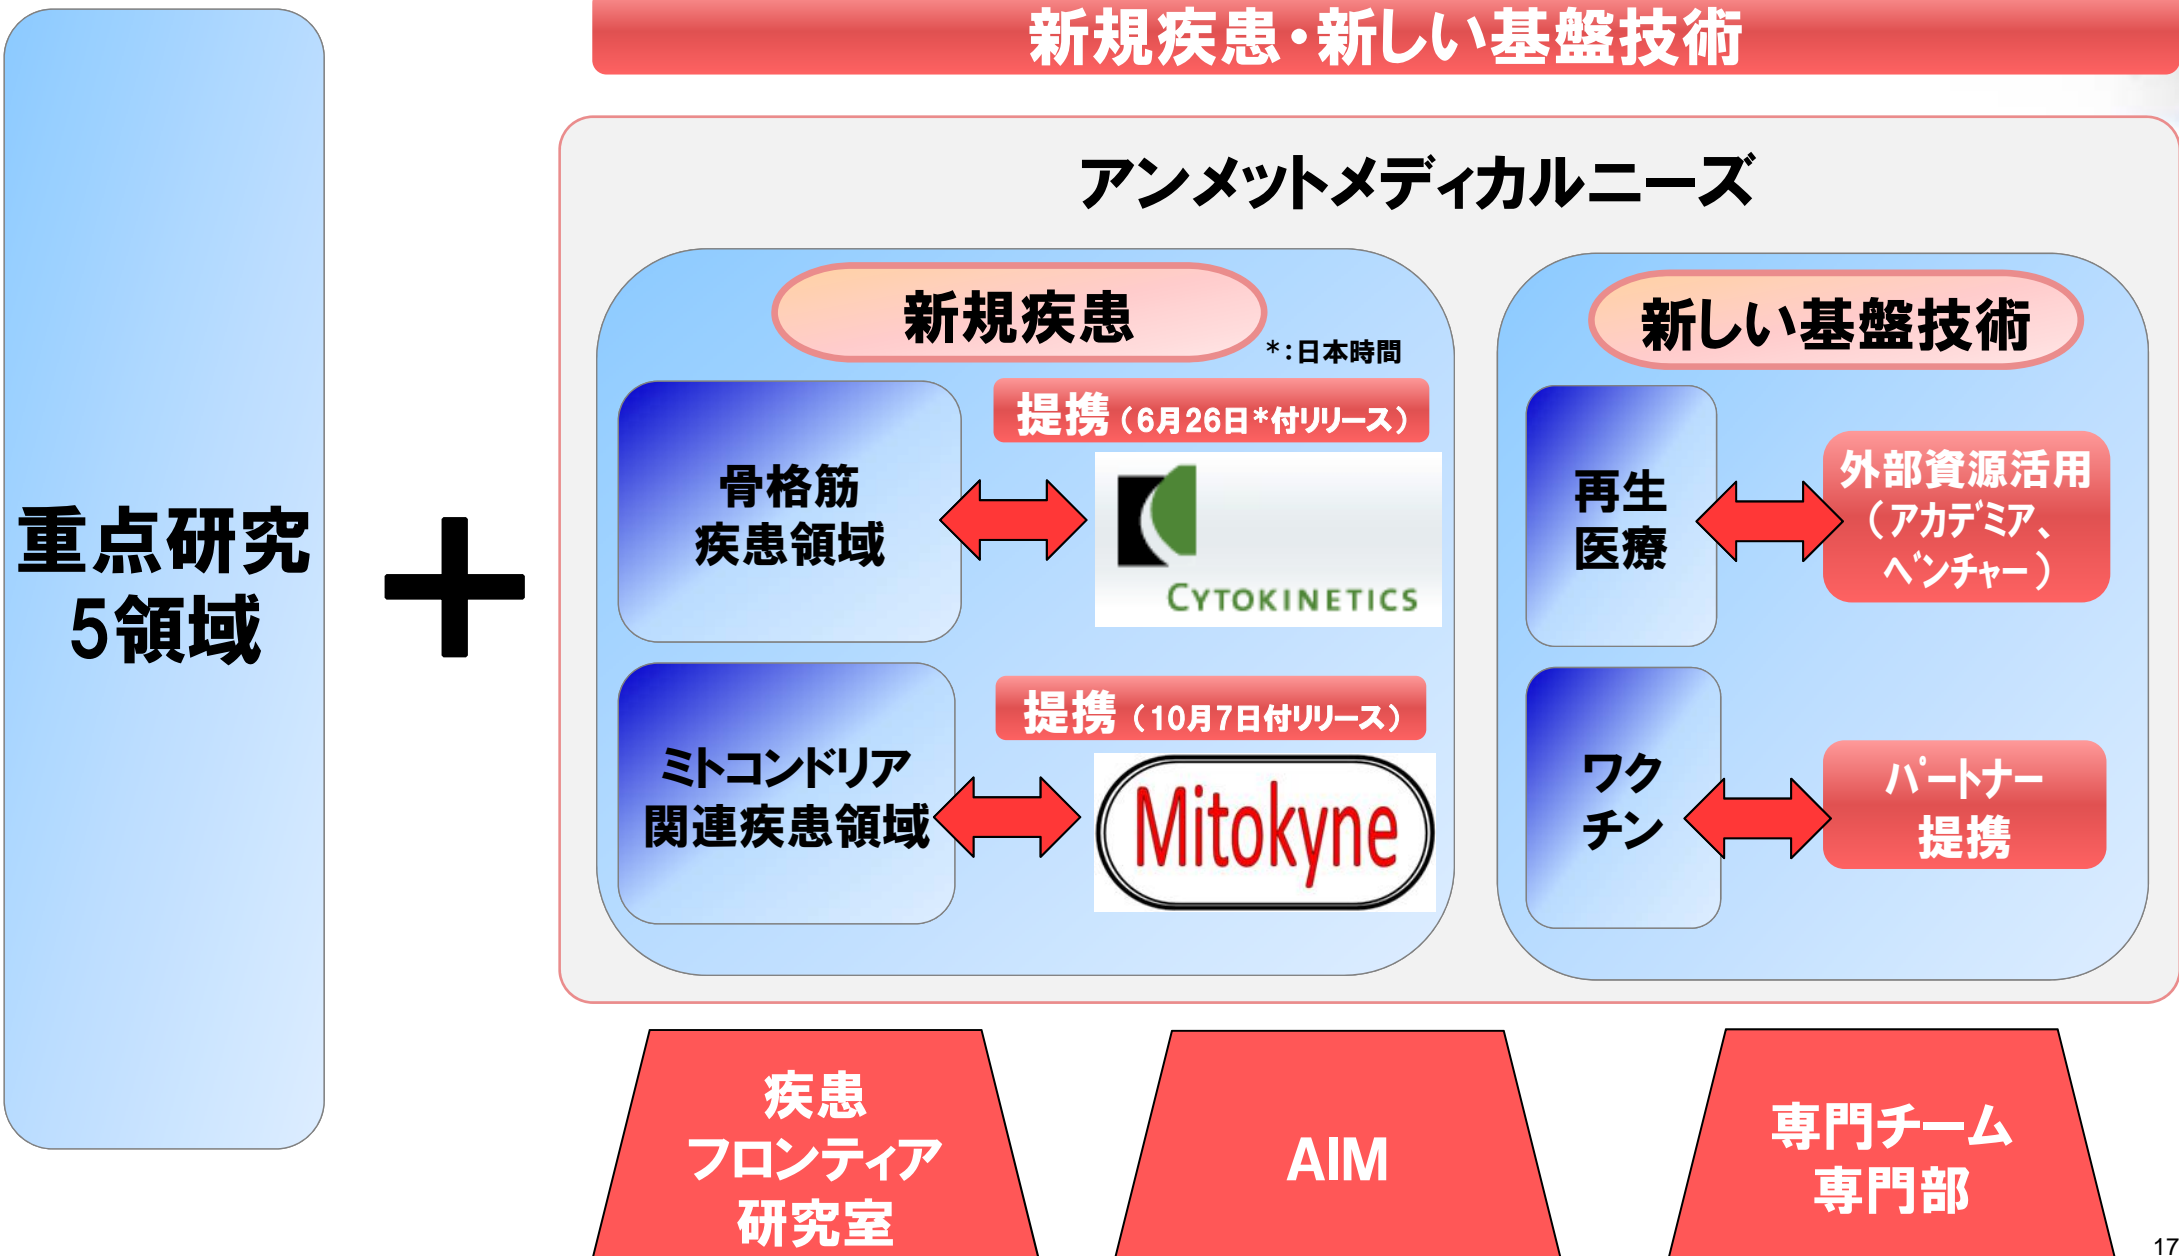 新規疾患・新しい基盤技術
重点研究
5領域
+
アンメットメディカルニーズ
新規疾患
*:日本時間
骨格筋
疾患領域
提携（6月26日*付リリース）
CYTOKINETICS
ミトコンドリア
関連疾患領域
提携（10月7日付リリース）
Mitokyne
新しい基盤技術
再生
医療
外部資源活用
（アカデミア、
ベンチャー）
ワク
チン
パートナー
提携
疾患
フロンティア
研究室
AIM
専門チーム
専門部
17